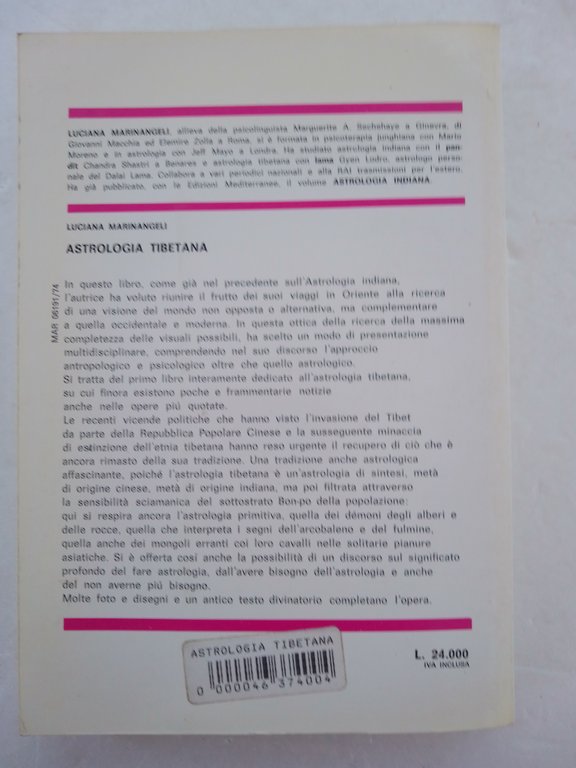 LUCIANA MARINANGELI, allieva della psicolinguista Marguerite A. Sechehaye a Ginevra, di
Giovanni Macchia ed Elemire Zolla a Roma, si è formata in psicoterapia junghiana con Mario
Moreno e in astrologia con Jeff Mayo a Londra. Ha studiato astrologia indiana con il pan
dit Chandra Shastri a Banares e astrologia tibetana con lama Gyen Lodro, astrologo perso
nale del Dalai Lama. Collabora a vari periodici nazionali e alla RAI trasmissioni per l'estero.
Ha già pubblicato, con le Edizioni Mediterranee, il volume ASTROLOGIA INDIANA.
LUCIANA MARINANGELI
ASTROLOGIA TIBETANA
MAR 06191/74
In questo libro, come già nel precedente sull'Astrologia indiana,
l'autrice ha voluto riunire il frutto dei suoi viaggi in Oriente alla ricerca
di una visione del mondo non opposta o alternativa, ma complementare
a quella occidentale e moderna. In questa ottica della ricerca della massima
completezza delle visuali possibili, ha scelto un modo di presentazione
multidisciplinare, comprendendo nel suo discorso l'approccio
antropologico e psicologico oltre che quello astrologico.
Si tratta del primo libro interamente dedicato all'astrologia tibetana,
su cui finora esistono poche e frammentarie notizie
anche nelle opere piú quotate.
Le recenti vicende politiche che hanno visto l'invasione del Tibet
da parte della Repubblica Popolare Cinese e la susseguente minaccia
di estinzione dell'etnia tibetana hanno reso urgente il recupero di ciò che è
ancora rimasto della sua tradizione. Una tradizione anche astrologica
affascinante, poiché l'astrologia tibetana è un'astrologia di sintesi, metà
di origine cinese, metà di origine indiana, ma poi filtrata attraverso
la sensibilità sciamanica del sottostrato Bon-po della popolazione:
qui si respira ancora l'astrologia primitiva, quella dei dèmoni degli alberi e
delle rocce, quella che interpreta i segni dell'arcobaleno e del fulmine,
quella anche dei mongoli erranti coi loro cavalli nelle solitarie pianure
asiatiche. Si è offerta cosí anche la possibilità di un discorso sul significato
profondo del fare astrologia, dall'avere bisogno dell'astrologia e anche
del non averne piú bisogno.
Molte foto e disegni e un antico testo divinatorio completano l'opera.
ASTROLOGIA TIBETANA
0 000046 374004
L. 24.000
IVA INCLUSA